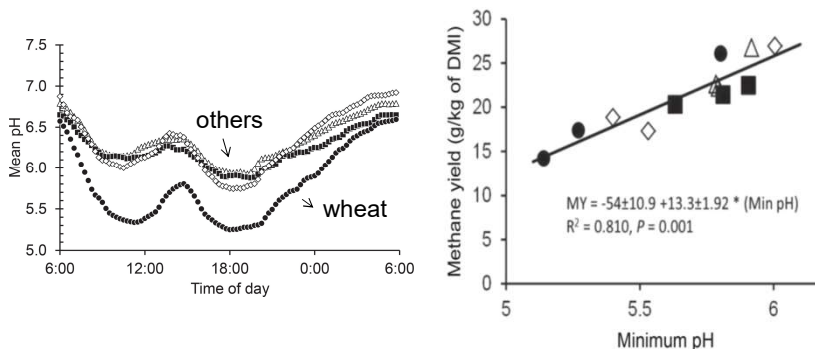 7.5
7.0
6.5
6.0
5.5
5.0
Mean pH
others
wheat
6:00 12:00 18:00 0:00 6:00
Time of day
30
25
20
15
10
5
0
Methane yield (g/kg of DMI)
MY = -54±10.9 +13.3±1.92 * (Min pH)
R² = 0.810, P = 0.001
5 5.5 6
Minimum pH